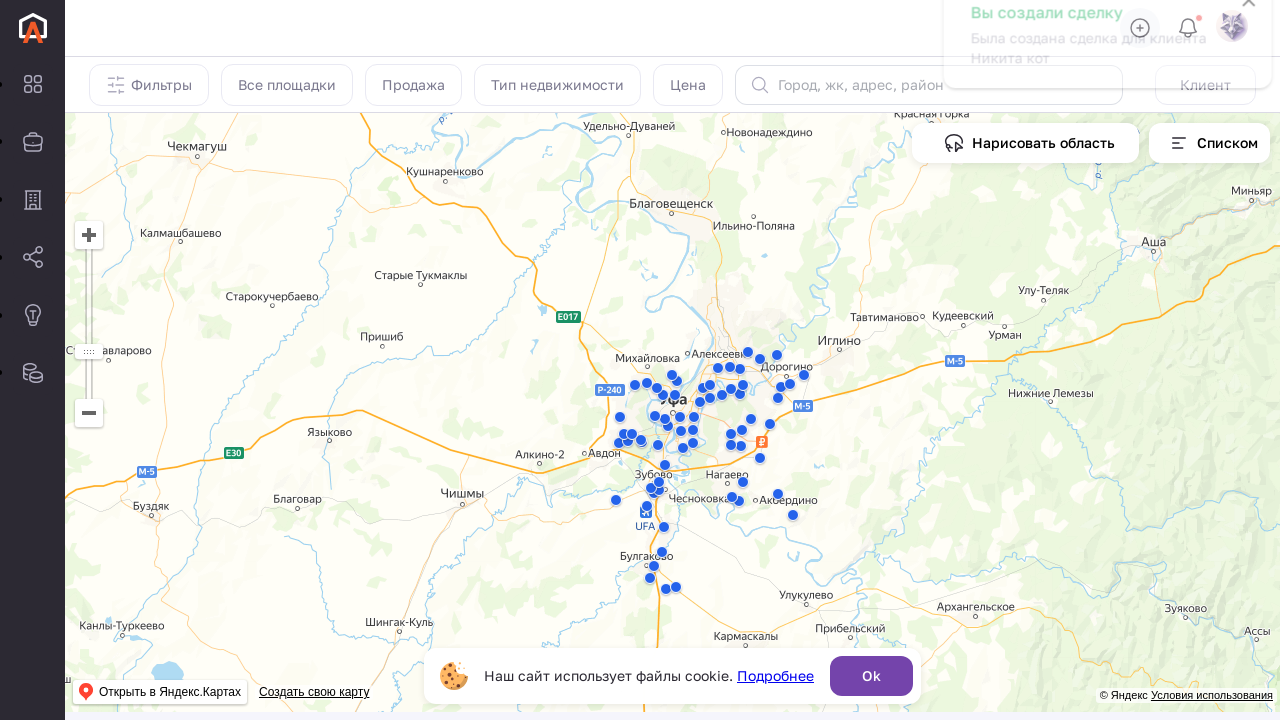 Вы создали сделку
Была создана сделка для клиента
Никита кот
Фильтры
Все площадки
Продажа
Тип недвижимости
Цена
Город, жк, адрес, район
Клиент
Нарисовать область
Списком
Удельно-Дуваней
Новонадеждино
Красная Горка
Чекмагуш
Кушнаренково
Благовещенск
Миньяр
Ильино-Поляна
Калмашбашево
Аша
Старые Тукмаклы
Старокучербаево
Улу-Теляк
E017
Тавтиманово
Кудеевский
Урман
Пришиб
Иглино
Михайловка
Алексеевка
M-5
Дорогино
P-240
Уфа
M-5
Нижние Лемезы
Языково
E30
Алкино-2
Авдон
M-5
Зубово
Нагаево
Буздяк
Благовар
Чишмы
Чесноковка
Акбердино
UFA
Булгаково
Улукулево
Архангельское
Зуяково
Канлы-Туркеево
Шингак-Куль
Прибельский
Кармаскалы
Ассы
Наш сайт использует файлы cookie. Подробнее
Ok
Открыть в Яндекс.Картах
Создать свою карту
© Яндекс Условия использования